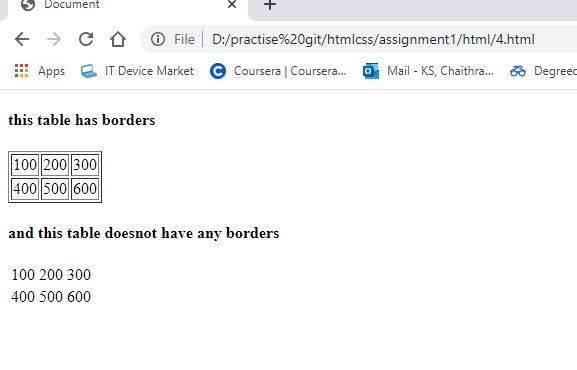 Document
File D:/practise%20git/htmlcss/assignment1/html/4.html
Apps IT Device Market Coursera | Coursera... Mail - KS, Chaithra... Degreed
this table has borders
100 200 300
400 500 600
and this table doesnot have any borders
100 200 300
400 500 600